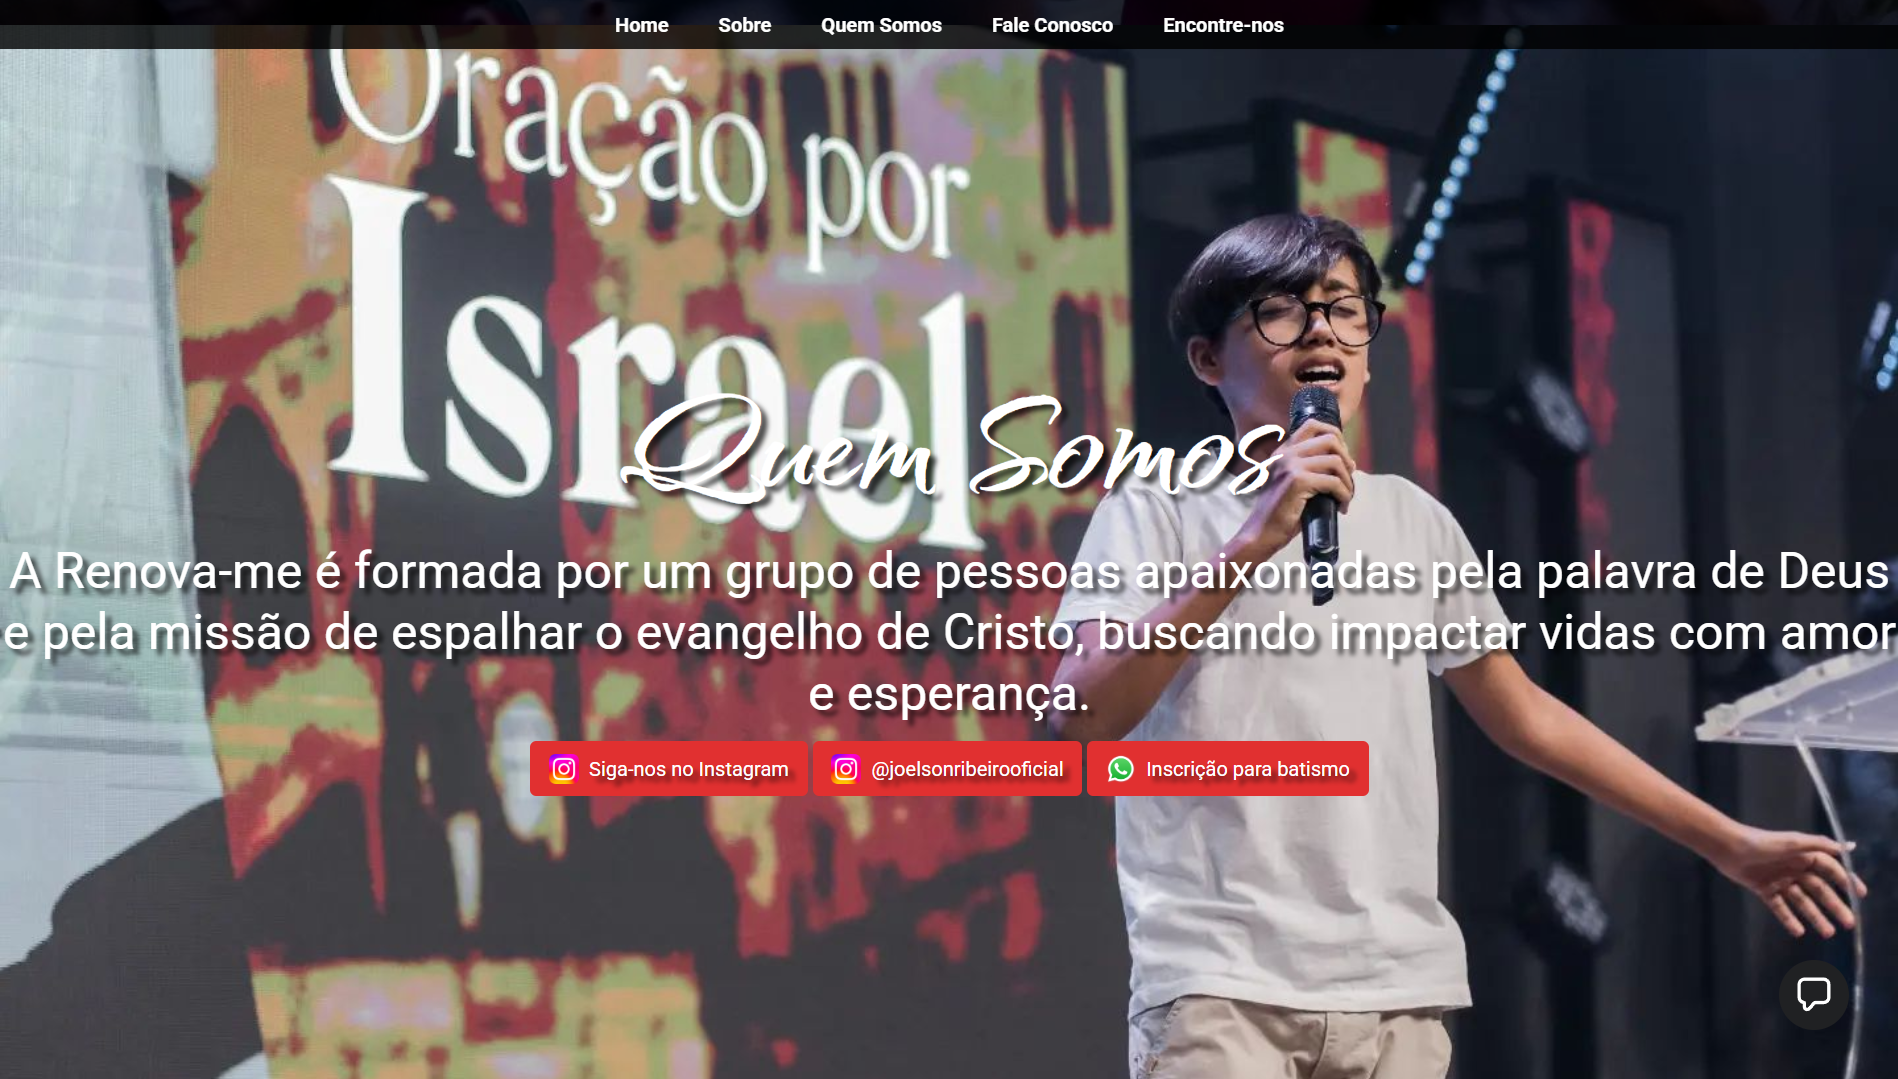 Home Sobre Quem Somos Fale Conosco Encontre-nos
Oração por
Israel
Quem Somos
A Renova-me é formada por um grupo de pessoas apaixonadas pela palavra de Deus
e pela missão de espalhar o evangelho de Cristo, buscando impactar vidas com amor
e esperança.
Siga-nos no Instagram @joelsonribeirooficial Inscrição para batismo